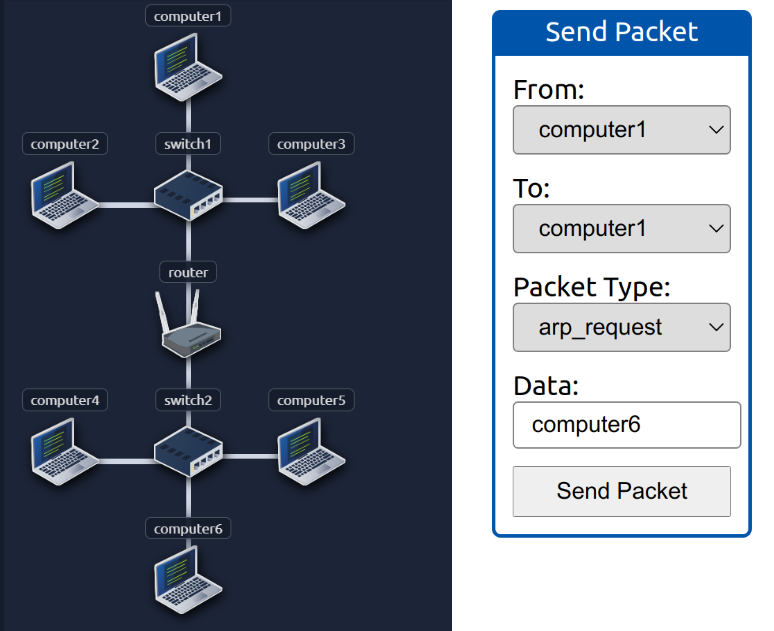 computer1
computer2
switch1
computer3
router
computer4
switch2
computer5
computer6
Send Packet
From:
computer1
To:
computer1
Packet Type:
arp_request
Data:
computer6
Send Packet